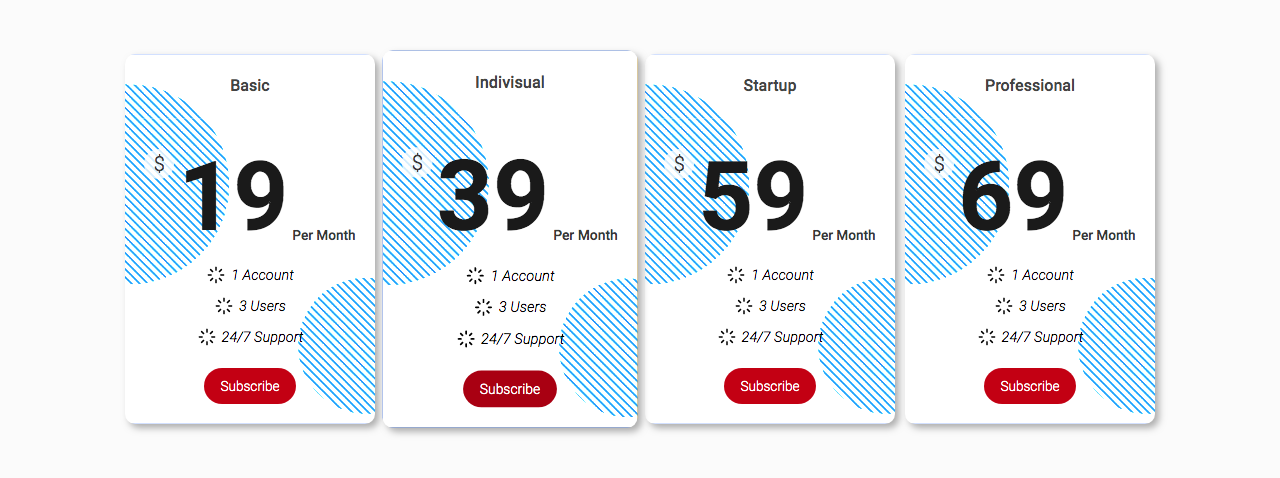 Basic
$ 19
Per Month
1 Account
3 Users
24/7 Support
Subscribe
Indivisual
$ 39
Per Month
1 Account
3 Users
24/7 Support
Subscribe
Startup
$ 59
Per Month
1 Account
3 Users
24/7 Support
Subscribe
Professional
$ 69
Per Month
1 Account
3 Users
24/7 Support
Subscribe